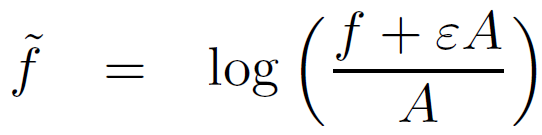 f̃ = log ( (f + εA) / A )